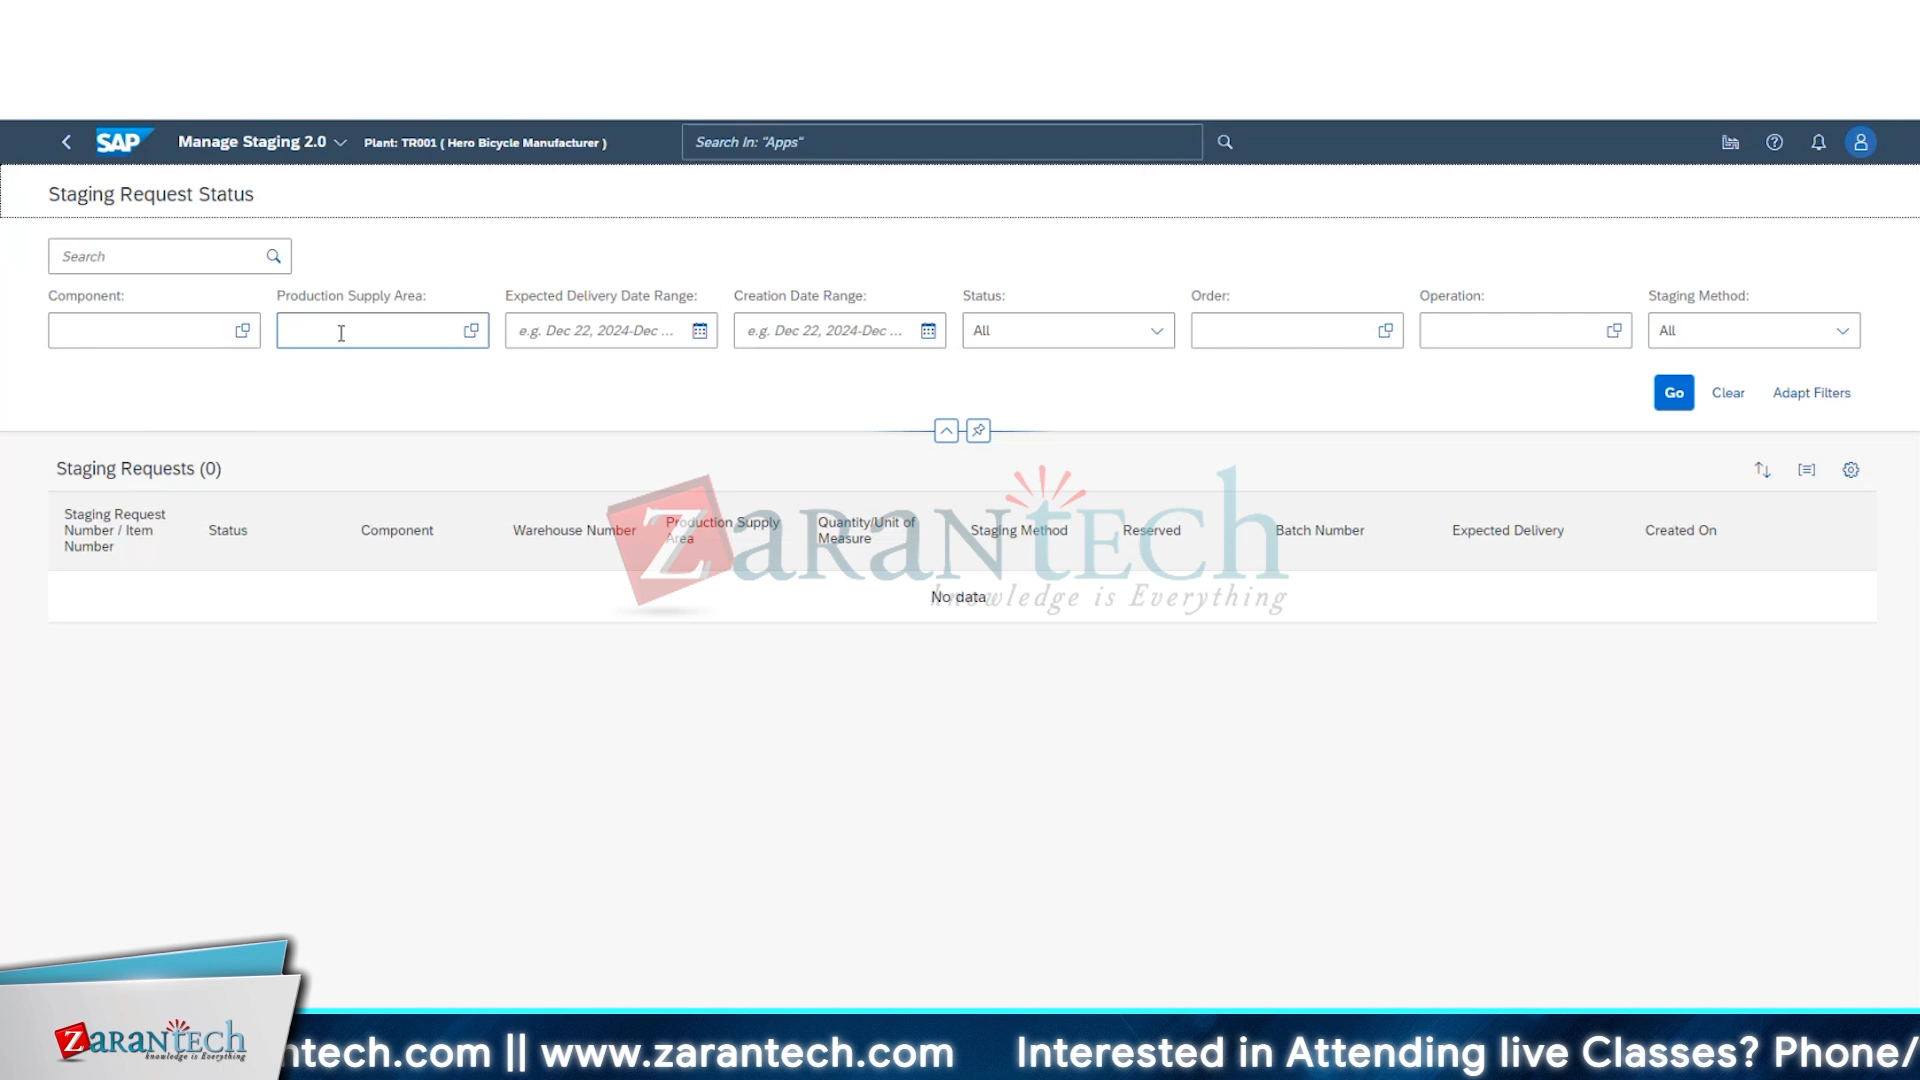 SAP Manage Staging 2.0 Plant: TR001 ( Hero Bicycle Manufacturer ) Search In: "Apps"
Staging Request Status
Search
Component: Production Supply Area: Expected Delivery Date Range: Creation Date Range: Status: Order: Operation: Staging Method:
e.g. Dec 22, 2024-Dec ... e.g. Dec 22, 2024-Dec ... All All
Go Clear Adapt Filters
Staging Requests (0)
Staging Request
Number / Item
Number
Status
Component
Warehouse Number
Production Supply
Area
Quantity/Unit of
Measure
Staging Method
Reserved
Batch Number
Expected Delivery
Created On
No data
ZaranTech
knowledge is Everything
ZaranTech
knowledge is Everything
ntech.com || www.zarantech.com Interested in Attending live Classes? Phone/